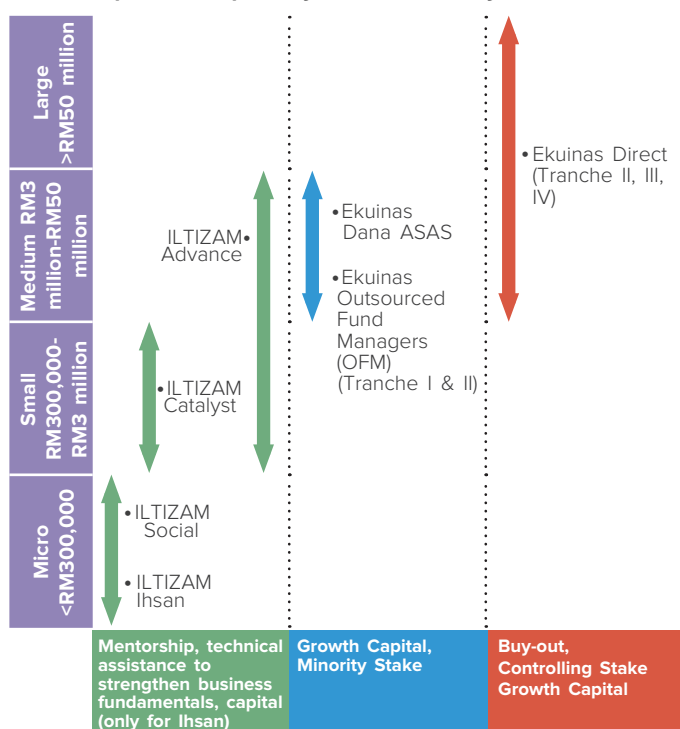 Large
>RM50 million
Medium RM3
million-RM50
million
Small
RM300,000-
RM3 million
Micro
<RM300,000
ILTIZAM•
Advance
• ILTIZAM
Catalyst
• ILTIZAM
Social
• ILTIZAM
Ihsan
• Ekuinas
Dana ASAS
• Ekuinas
Outsourced
Fund
Managers
(OFM)
(Tranche I & II)
• Ekuinas Direct
(Tranche II, III,
IV)
Mentorship, technical
assistance to
strengthen business
fundamentals, capital
(only for Ihsan)
Growth Capital,
Minority Stake
Buy-out,
Controlling Stake
Growth Capital